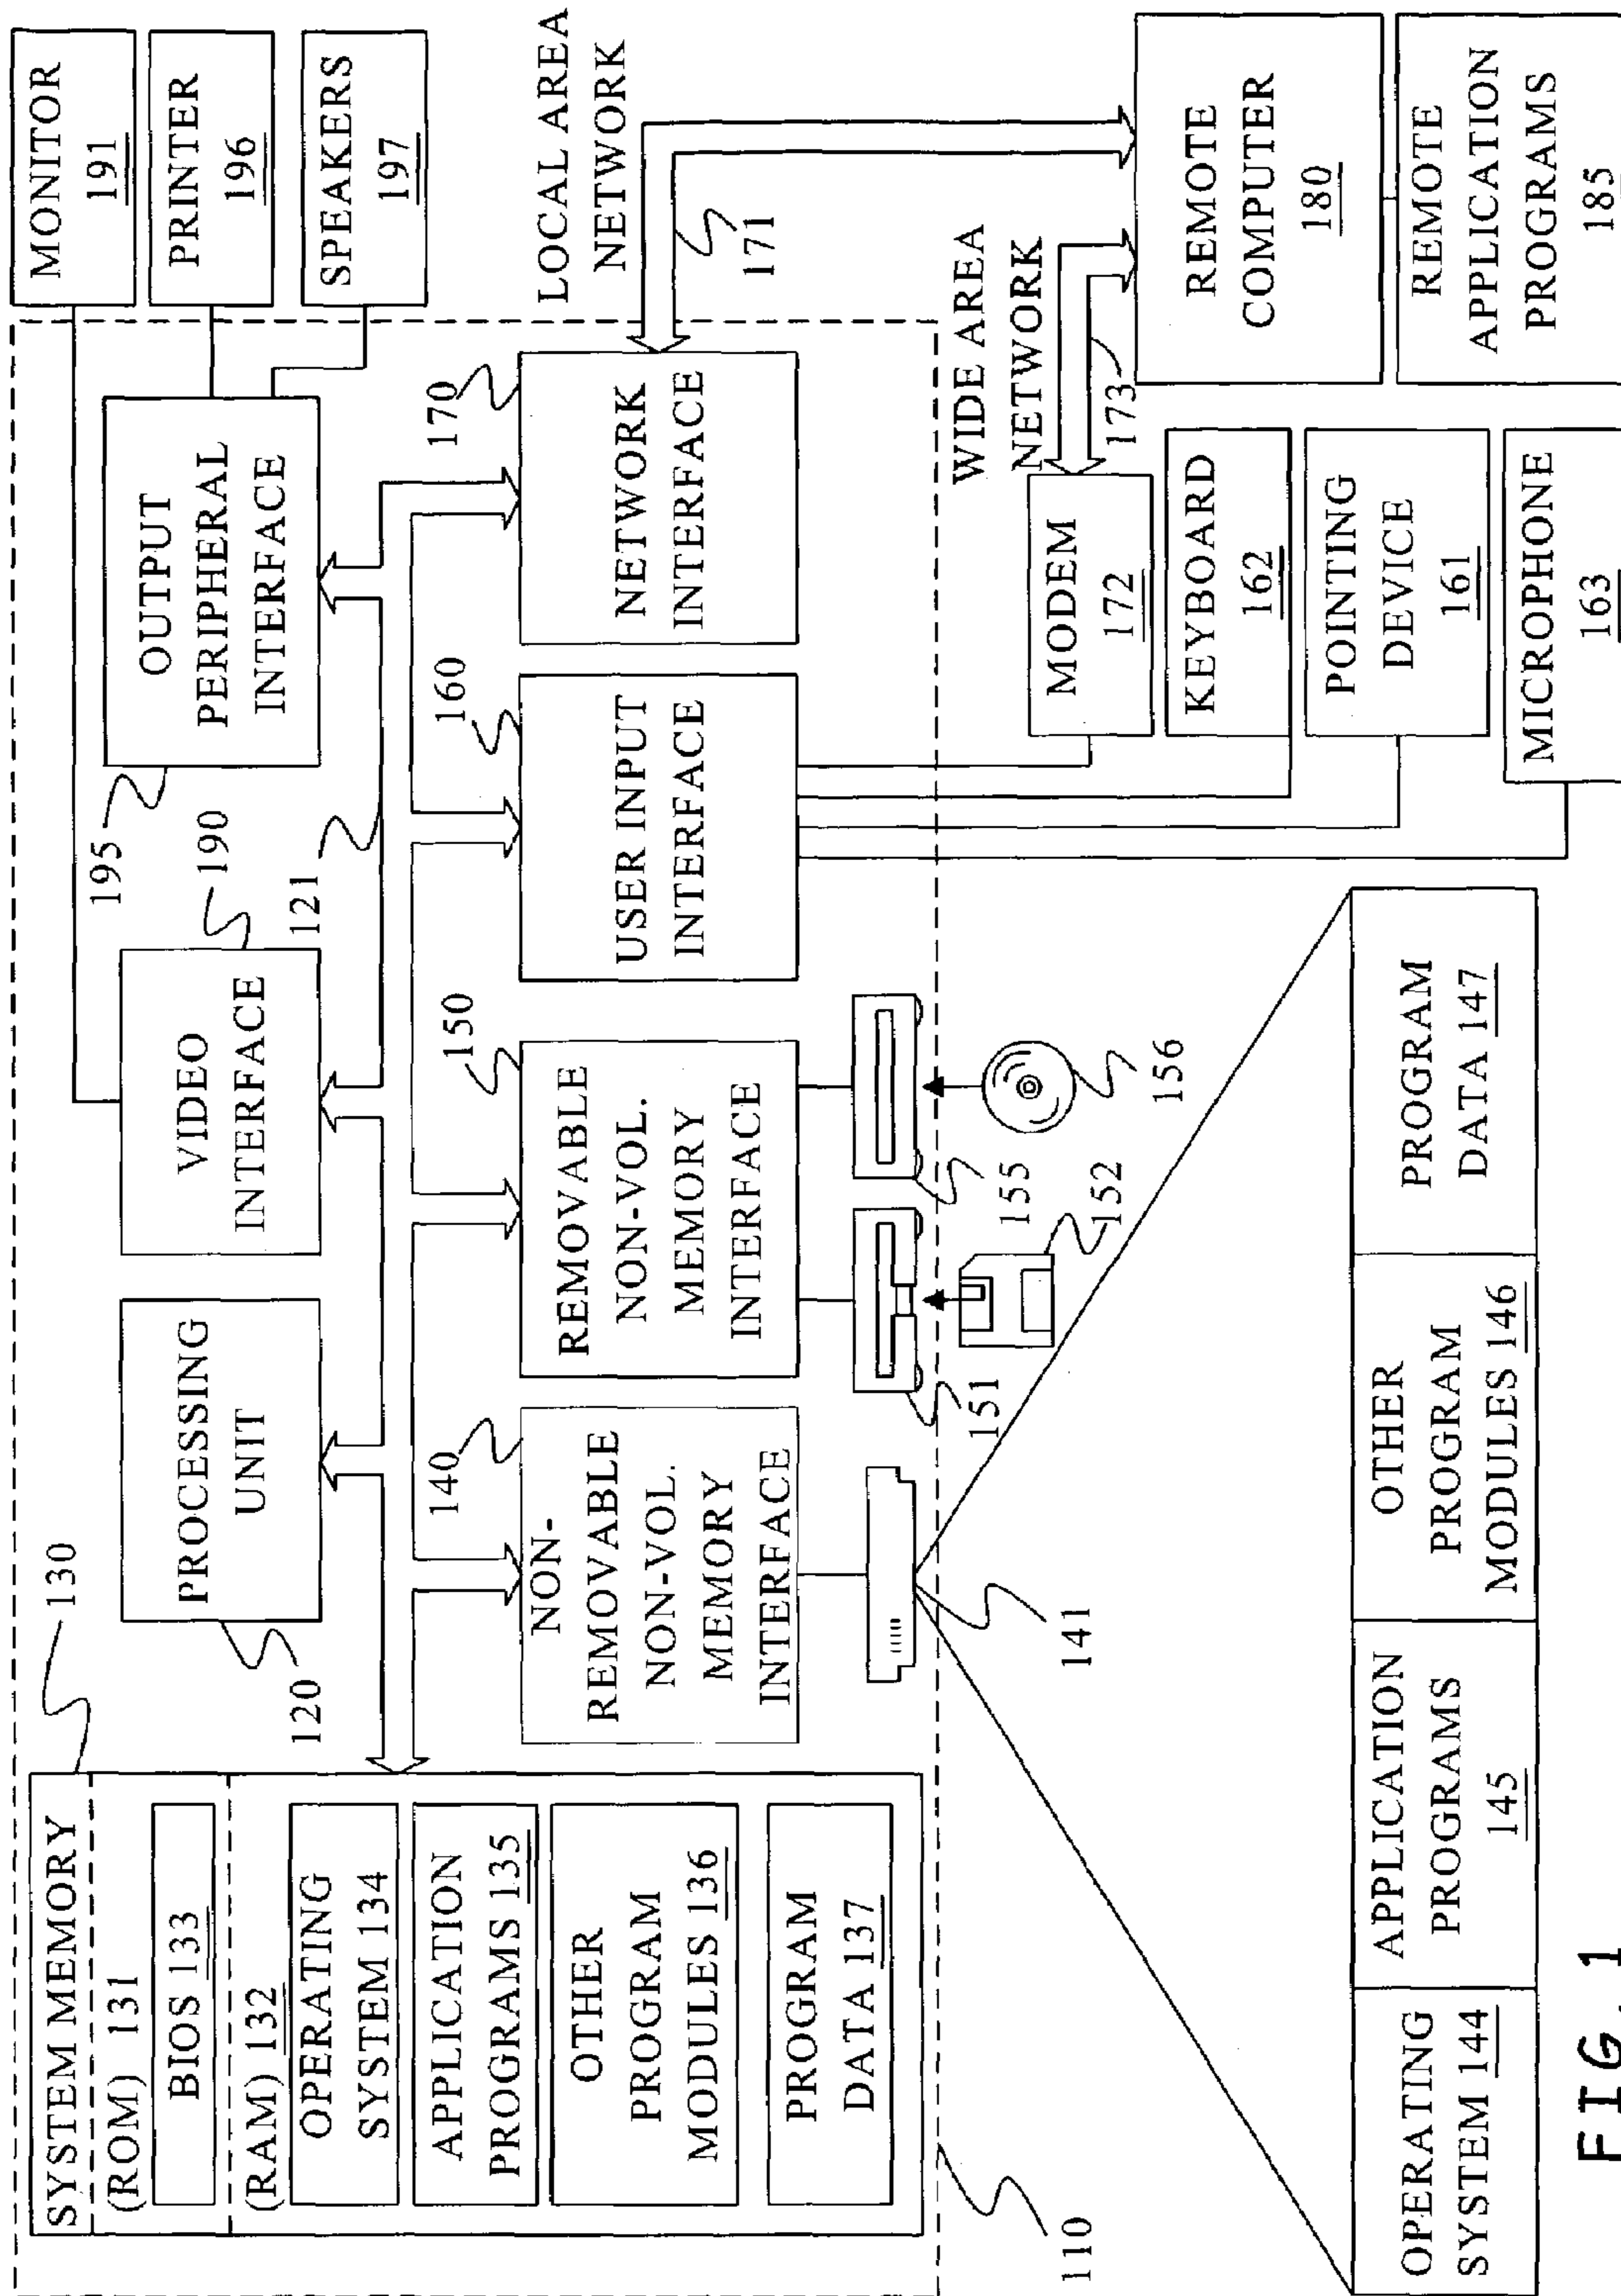 SYSTEM MEMORY
(ROM) 131
BIOS 133
(RAM) 132
OPERATING
SYSTEM 134
APPLICATION
PROGRAMS 135
OTHER
PROGRAM
MODULES 136
PROGRAM
DATA 137
130
PROCESSING
UNIT
120
VIDEO
INTERFACE
190
121
OUTPUT
PERIPHERAL
INTERFACE
195
MONITOR
191
PRINTER
196
SPEAKERS
197
NON-
REMOVABLE
NON-VOL.
MEMORY
INTERFACE
140
REMOVABLE
NON-VOL.
MEMORY
INTERFACE
150
USER INPUT
INTERFACE
160
NETWORK
INTERFACE
170
LOCAL AREA
NETWORK
171
110
141
151
152
155
156
WIDE AREA
NETWORK
173
MODEM
172
KEYBOARD
162
POINTING
DEVICE
161
MICROPHONE
163
REMOTE
COMPUTER
180
REMOTE
APPLICATION
PROGRAMS
185
OPERATING
SYSTEM 144
APPLICATION
PROGRAMS
145
OTHER
PROGRAM
MODULES 146
PROGRAM
DATA 147
FIG. 1